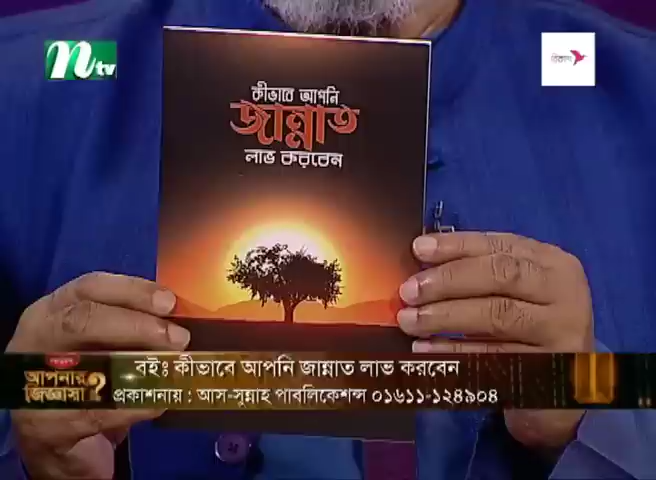 ntv
বিকাশ
কীভাবে আপনি
জান্নাত
লাভ করবেন
আপনার
জিজ্ঞাসা?
বইঃ কীভাবে আপনি জান্নাত লাভ করবেন
প্রকাশনায় : আস-সুন্নাহ পাবলিকেশন্স ০১৬১১-১২৪৯০৪